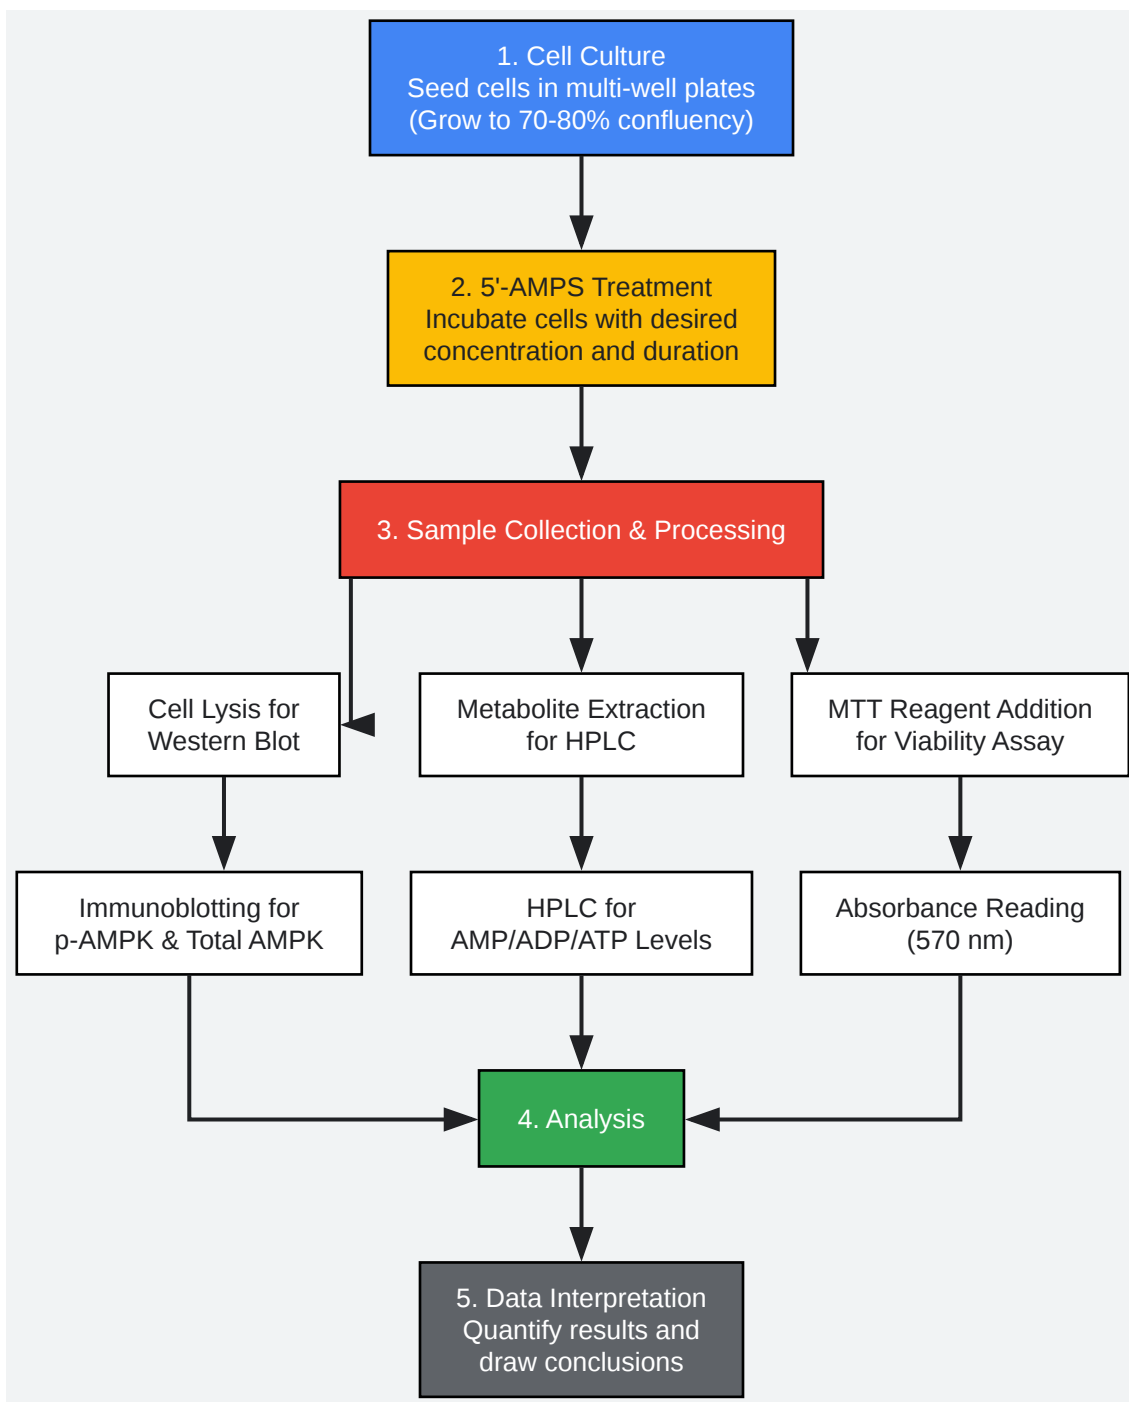 1. Cell Culture
Seed cells in multi-well plates
(Grow to 70-80% confluency)
2. 5'-AMPS Treatment
Incubate cells with desired
concentration and duration
3. Sample Collection & Processing
Cell Lysis for
Western Blot
Metabolite Extraction
for HPLC
MTT Reagent Addition
for Viability Assay
Immunoblotting for
p-AMPK & Total AMPK
HPLC for
AMP/ADP/ATP Levels
Absorbance Reading
(570 nm)
4. Analysis
5. Data Interpretation
Quantify results and
draw conclusions